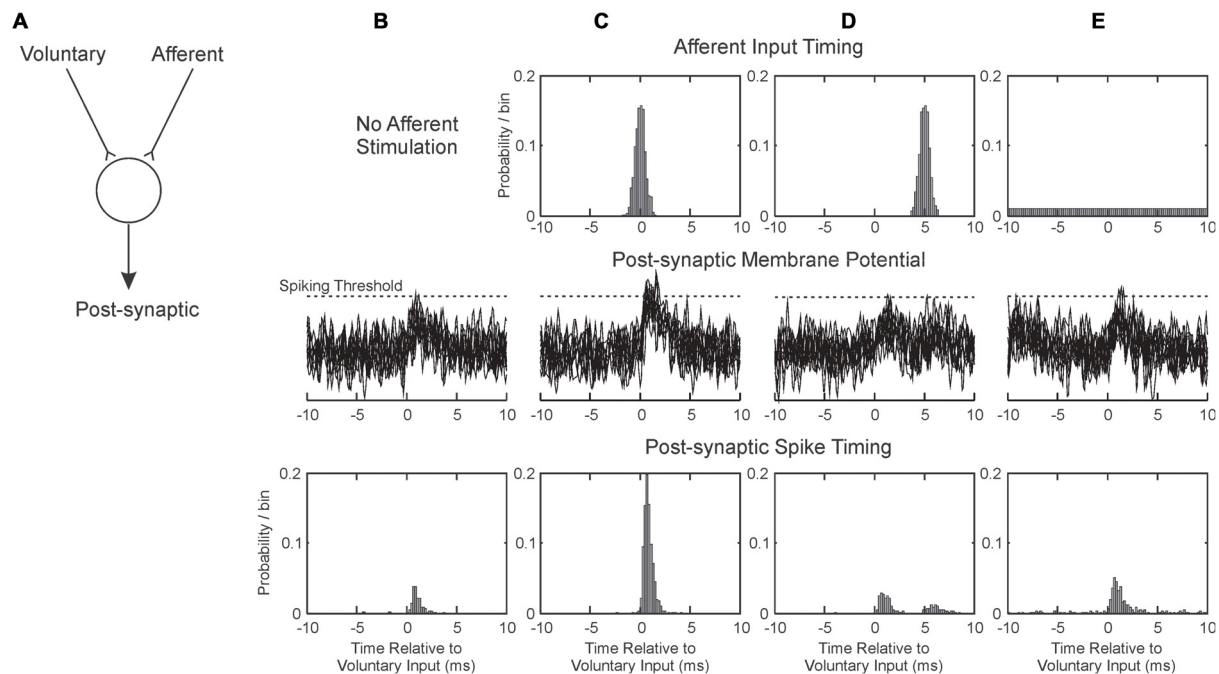 A
B
C
D
E
Voluntary
Afferent
Post-synaptic
Afferent Input Timing
No Afferent
Stimulation
Probability / bin
0.2
0.1
0
0.2
0.1
0
0.2
0.1
0
-10 -5 0 5 10
-10 -5 0 5 10
-10 -5 0 5 10
Post-synaptic Membrane Potential
Spiking Threshold
-10 -5 0 5 10
-10 -5 0 5 10
-10 -5 0 5 10
-10 -5 0 5 10
Post-synaptic Spike Timing
Probability / bin
0.2
0.1
0
0.2
0.1
0
0.2
0.1
0
0.2
0.1
0
-10 -5 0 5 10
-10 -5 0 5 10
-10 -5 0 5 10
-10 -5 0 5 10
Time Relative to
Voluntary Input (ms)
Time Relative to
Voluntary Input (ms)
Time Relative to
Voluntary Input (ms)
Time Relative to
Voluntary Input (ms)